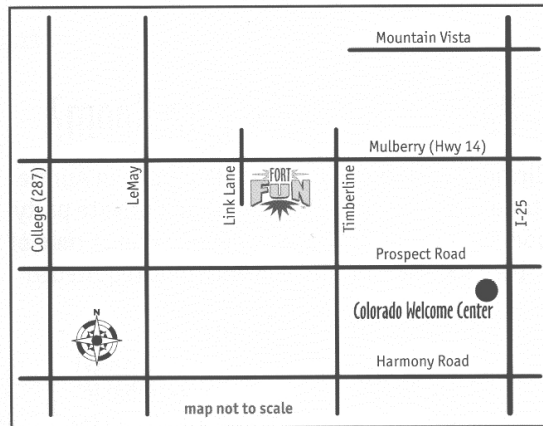 Mountain Vista
Mulberry (Hwy 14)
College (287)
LeMay
Link Lane
FORT
FUN
Timberline
I-25
Prospect Road
Colorado Welcome Center
N
Harmony Road
map not to scale